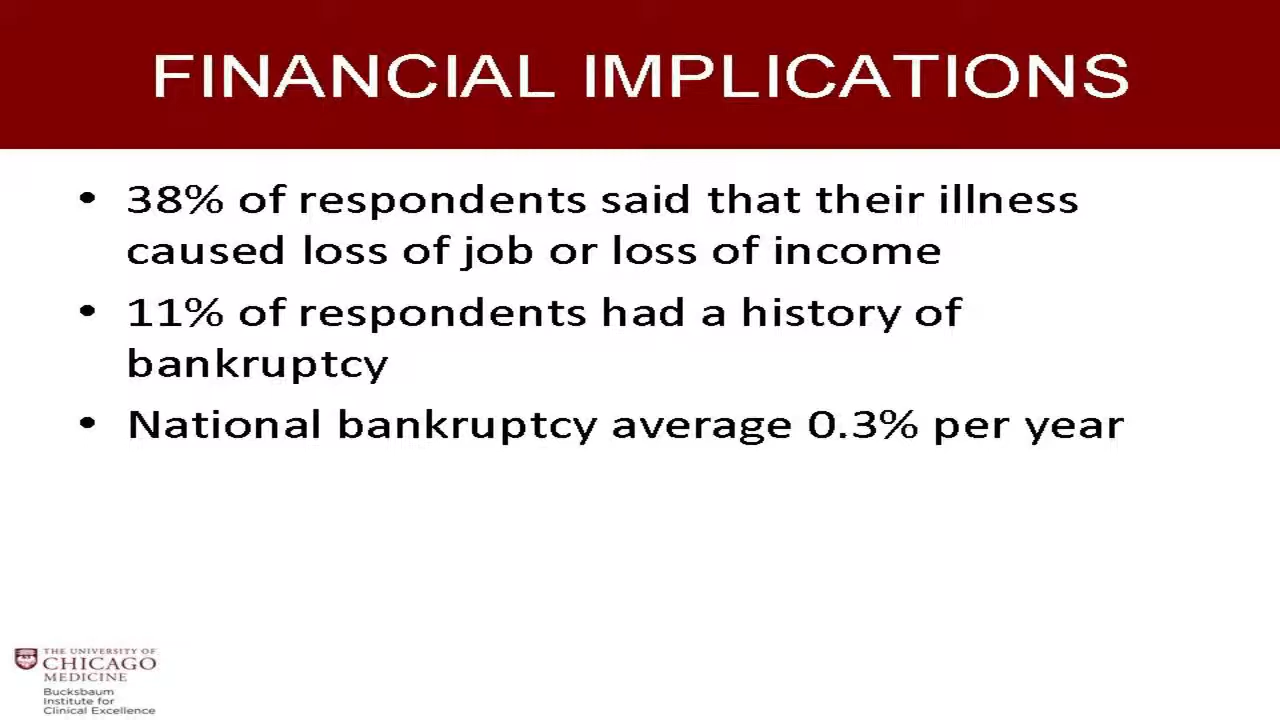 FINANCIAL IMPLICATIONS
• 38% of respondents said that their illness
caused loss of job or loss of income
• 11% of respondents had a history of
bankruptcy
• National bankruptcy average 0.3% per year
THE UNIVERSITY OF
CHICAGO
MEDICINE
Bucksbaum
Institute for
Clinical Excellence